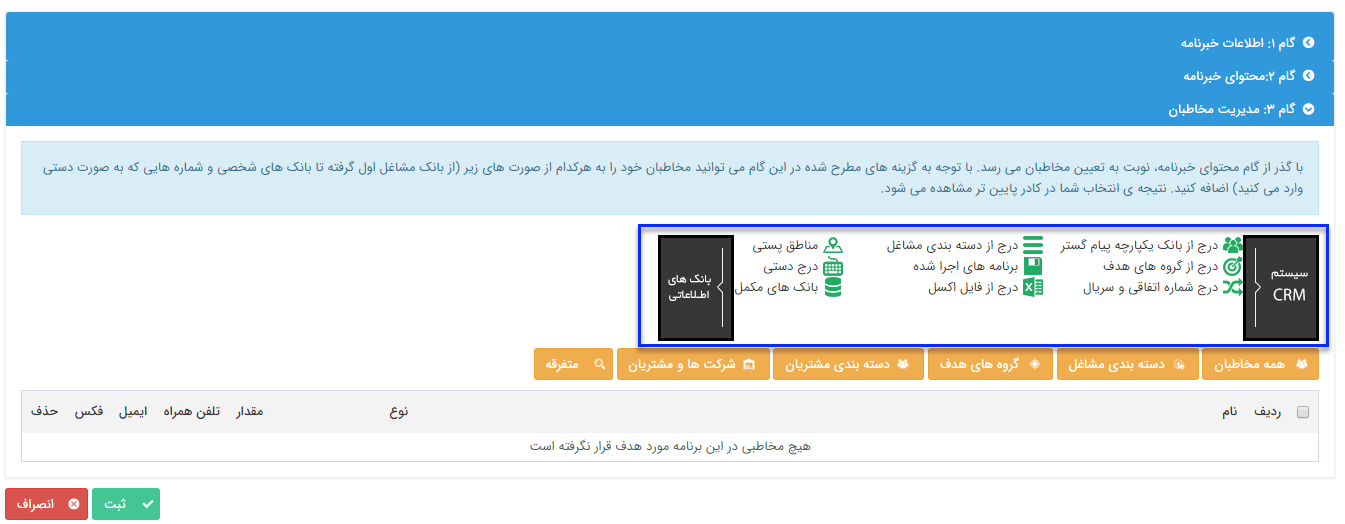 گام ۱: اطلاعات خبرنامه
گام ۲:محتوای خبرنامه
گام ۳: مدیریت مخاطبان
با گذر از گام محتوای خبرنامه، نوبت به تعیین مخاطبان می رسد. با توجه به گزینه های مطرح شده در این گام می توانید مخاطبان خود را به هرکدام از صورت های زیر (از بانک مشاغل اول گرفته تا بانک های شخصی و شماره هایی که به صورت دستی
وارد می کنید) اضافه کنید. نتیجه ی انتخاب شما در کادر پایین تر مشاهده می شود.
سیستم
CRM
درج از بانک یکپارچه پیام گستر
درج از گروه های هدف
درج شماره اتفاقی و سریال
درج از دسته بندی مشاغل
برنامه های اجرا شده
درج از فایل اکسل
مناطق پستی
درج دستی
بانک های مکمل
بانک های
اطلاعاتی
همه مخاطبان
دسته بندی مشاغل
گروه های هدف
دسته بندی مشتریان
شرکت ها و مشتریان
متفرقه
ردیف نام نوع مقدار تلفن همراه ایمیل فکس حذف
هیچ مخاطبی در این برنامه مورد هدف قرار نگرفته است
ثبت
انصراف